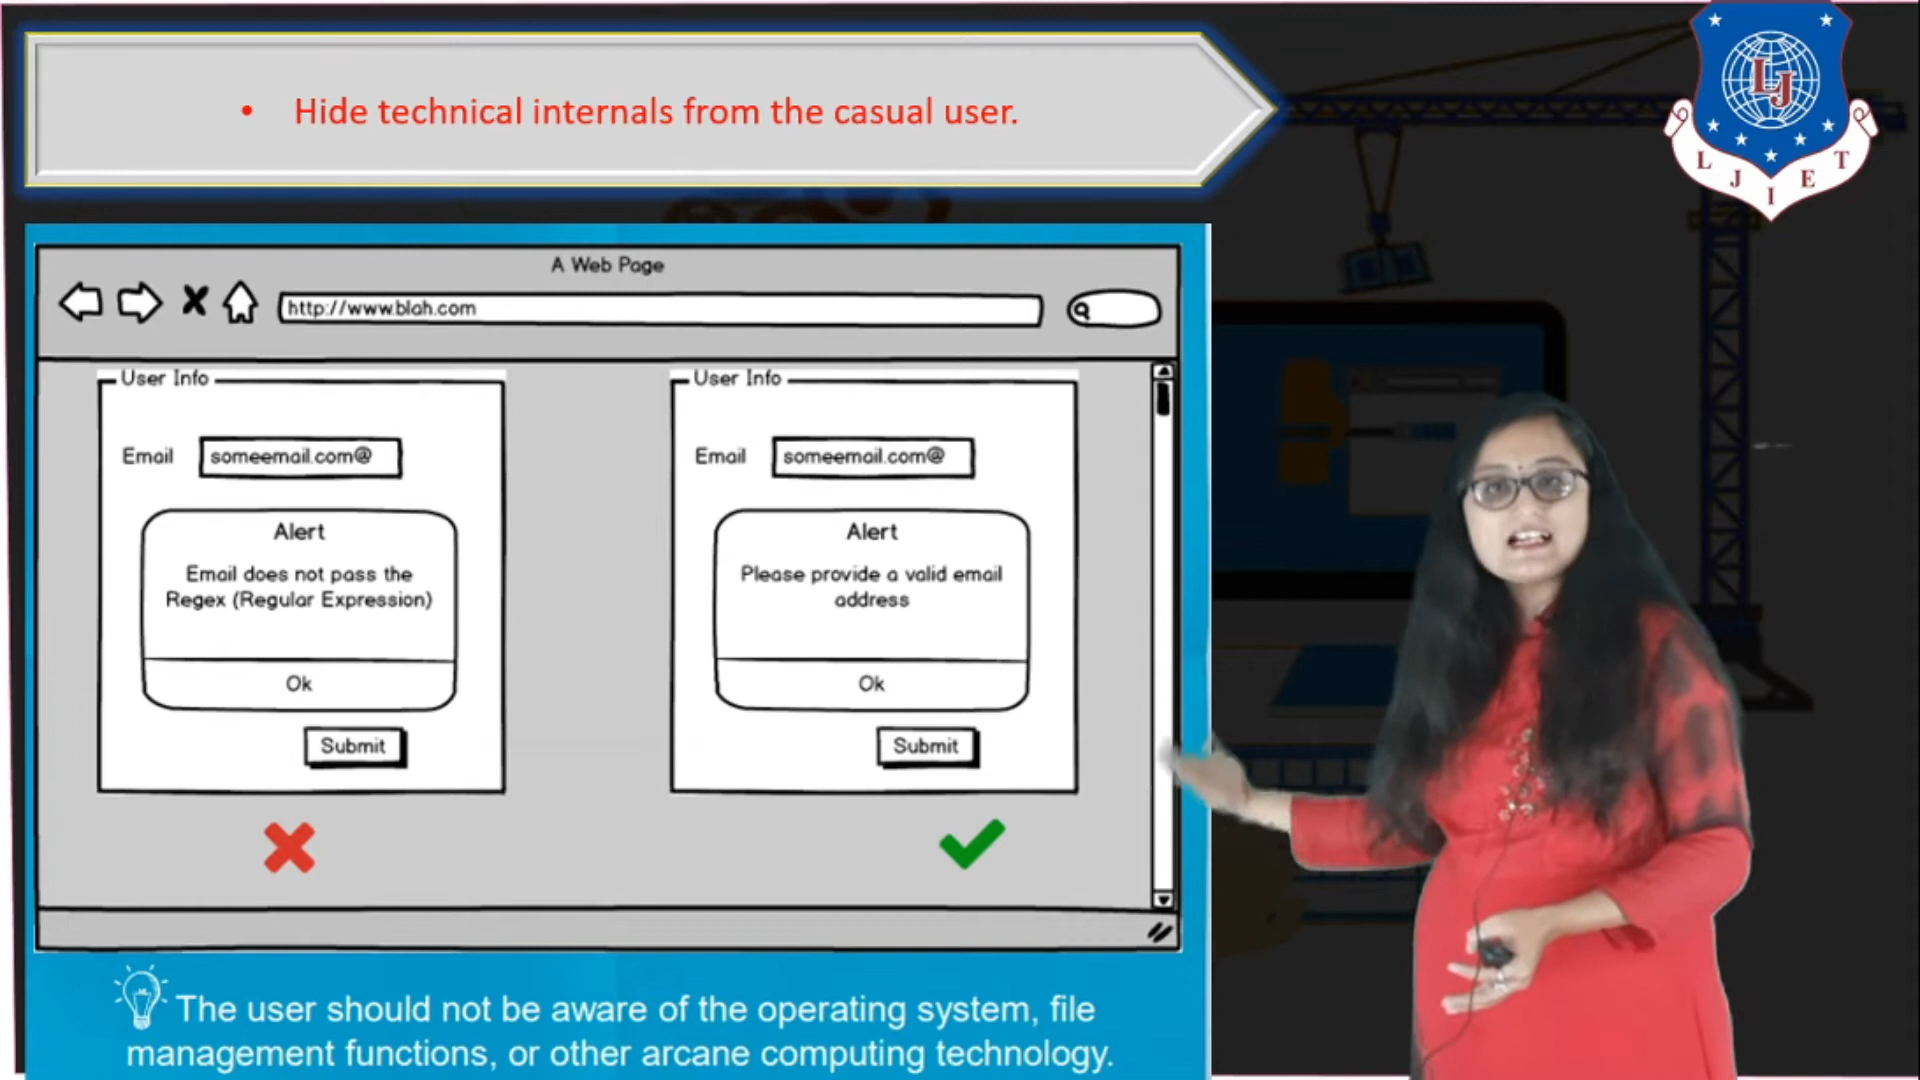 • Hide technical internals from the casual user.
LJ
L J I E T
A Web Page
http://www.blah.com
User Info
Email someemail.com@
Alert
Email does not pass the
Regex (Regular Expression)
Ok
Submit
User Info
Email someemail.com@
Alert
Please provide a valid email
address
Ok
Submit
The user should not be aware of the operating system, file
management functions, or other arcane computing technology.